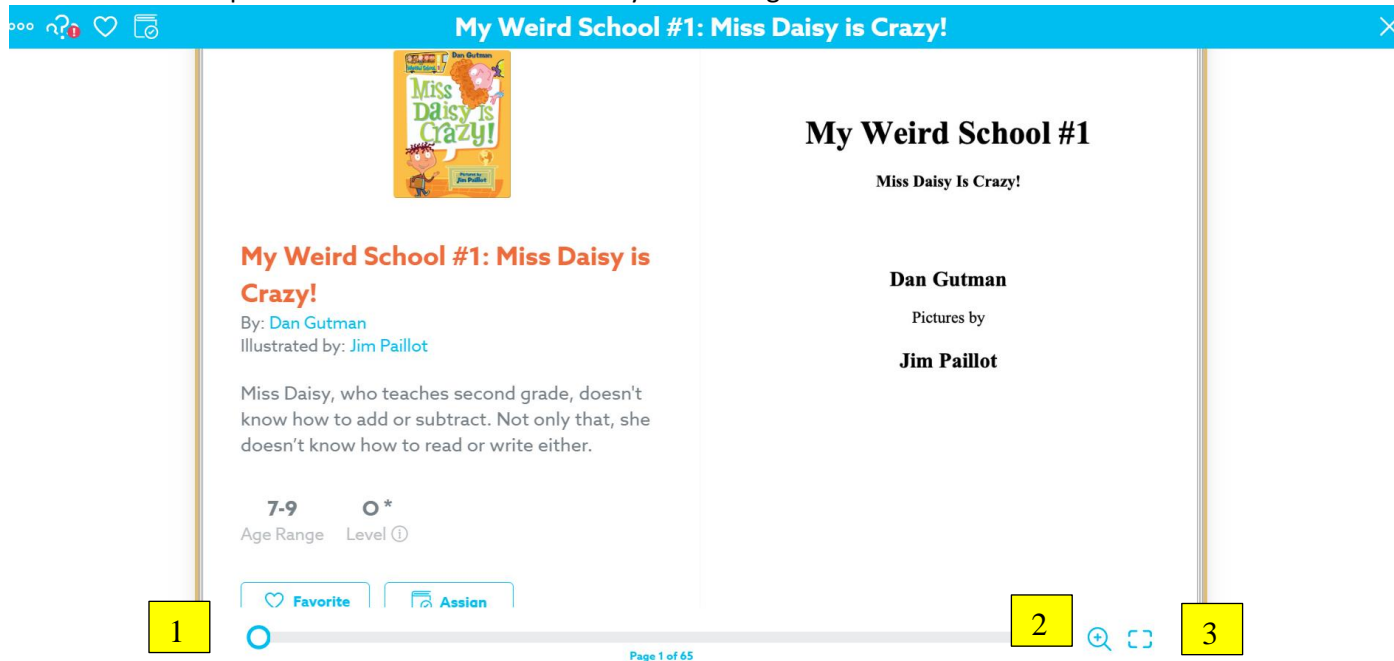 My Weird School #1: Miss Daisy is Crazy!
Dan Gutman
Miss
Daisy is
Crazy!
Pictures by
Jim Paillot
My Weird School #1: Miss Daisy is
Crazy!
By: Dan Gutman
Illustrated by: Jim Paillot
Miss Daisy, who teaches second grade, doesn't
know how to add or subtract. Not only that, she
doesn't know how to read or write either.
7-9 O*
Age Range Level
Favorite Assign
My Weird School #1
Miss Daisy Is Crazy!
Dan Gutman
Pictures by
Jim Paillot
1
2
3
Page 1 of 65